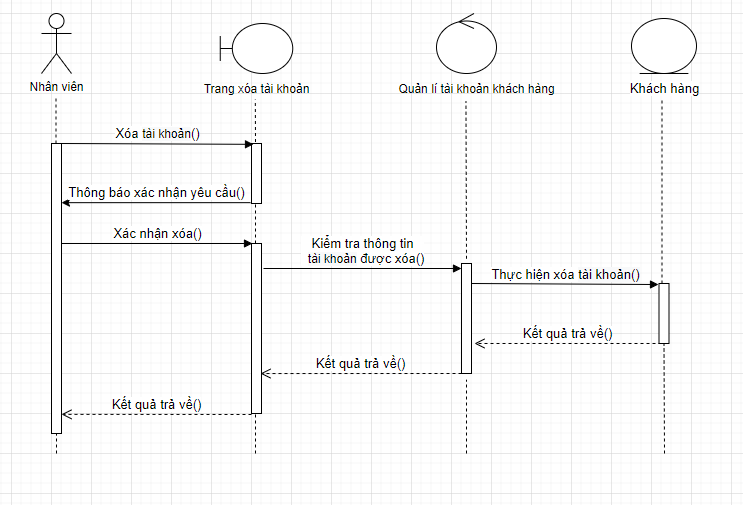 Nhân viên
Trang xóa tài khoản
Quản lí tài khoản khách hàng
Khách hàng
Xóa tài khoản()
Thông báo xác nhận yêu cầu()
Xác nhận xóa()
Kiểm tra thông tin
tài khoản được xóa()
Thực hiện xóa tài khoản()
Kết quả trả về()
Kết quả trả về()
Kết quả trả về()